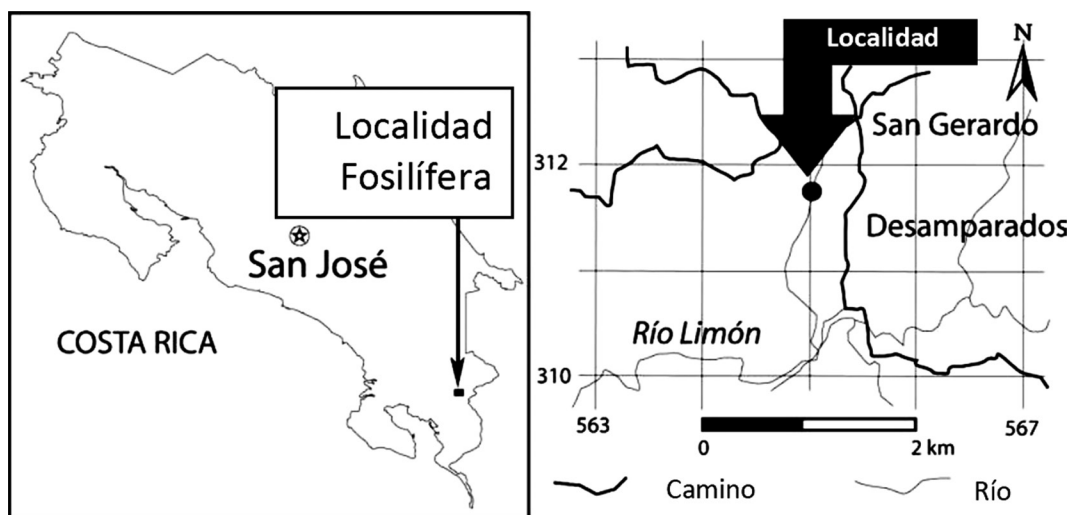 Localidad
Fosilífera
San José
COSTA RICA
Localidad
N
San Gerardo
312
Desamparados
Río Limón
310
563
567
0
2 km
Camino
Río